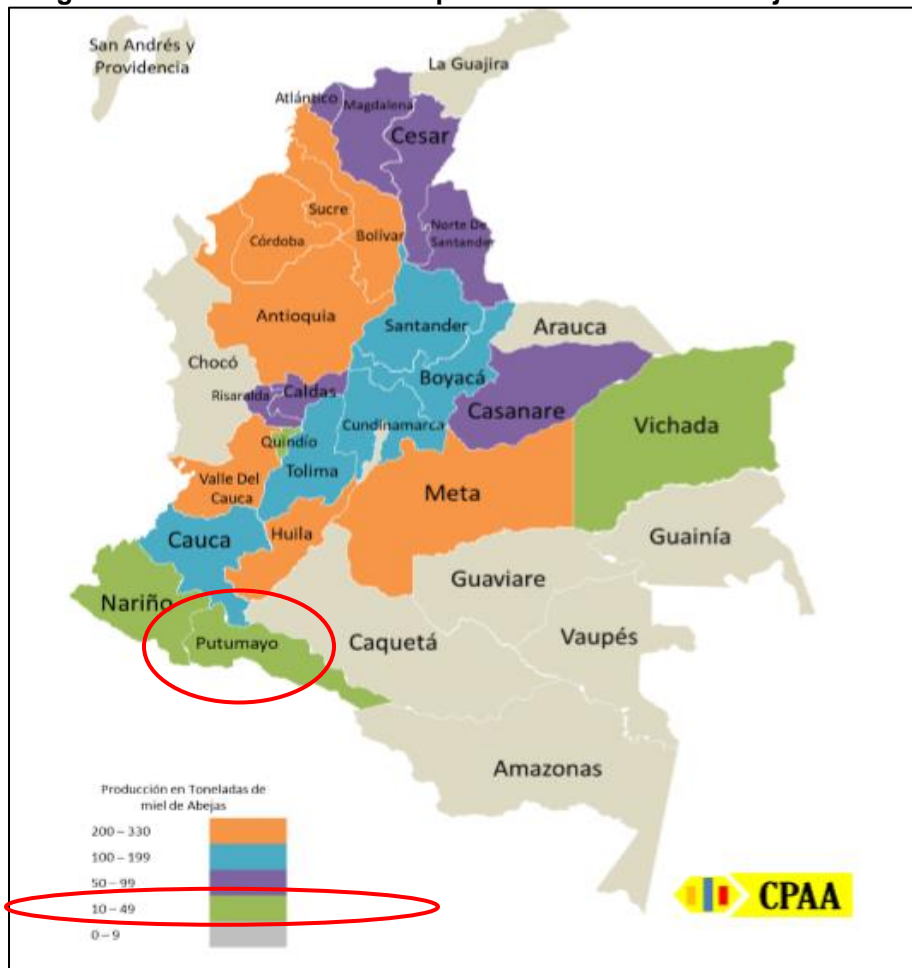 San Andrés y
Providencia
La Guajira
Atlántico
Magdalena
Cesar
Sucre
Norte De
Santander
Bolívar
Córdoba
Antioquia
Santander
Arauca
Chocó
Boyacá
Risaralda
Caldas
Casanare
Cundinamarca
Vichada
Quindío
Tolima
Valle Del
Cauca
Meta
Huila
Cauca
Guainía
Guaviare
Nariño
Putumayo
Caquetá
Vaupés
Amazonas
Producción en Toneladas de
miel de Abejas
200 – 330
100 – 199
50 – 99
10 – 49
0 – 9
CPAA